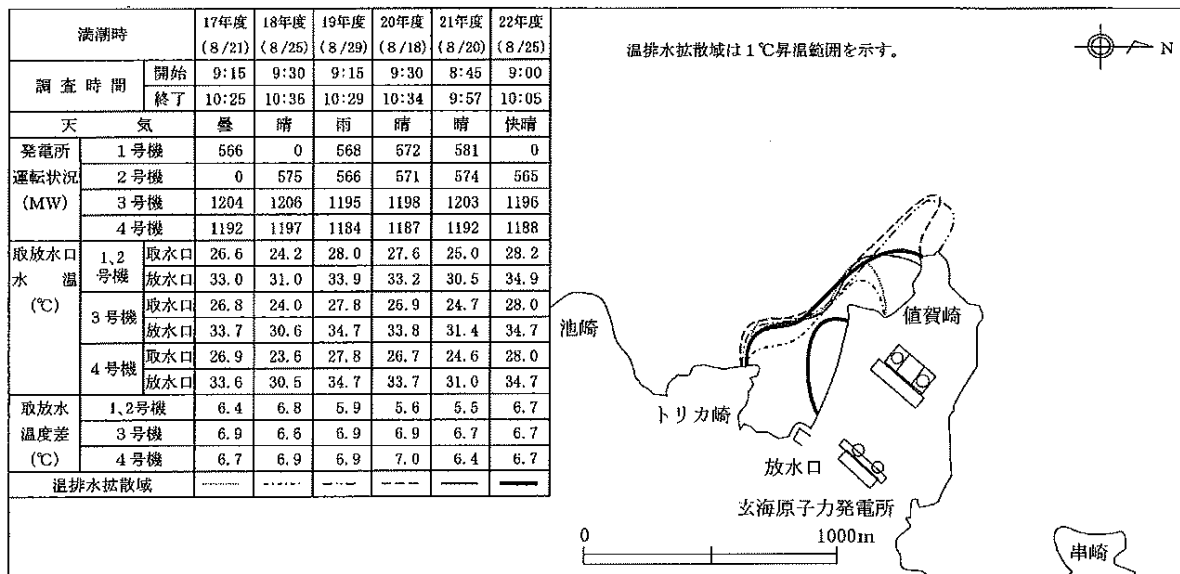 満潮時 17年度 18年度 19年度 20年度 21年度 22年度
(8/21) (8/25) (8/29) (8/18) (8/20) (8/25)
調査時間 開始 9:15 9:30 9:15 9:30 8:45 9:00
終了 10:25 10:36 10:29 10:34 9:57 10:05
天気 曇 晴 雨 晴 晴 快晴
発電所 1号機 566 0 568 572 581 0
運転状況 2号機 0 575 566 571 574 565
(MW) 3号機 1204 1206 1195 1198 1203 1196
4号機 1192 1197 1184 1187 1192 1188
取放水口 1、2 取水口 26.6 24.2 28.0 27.6 25.0 28.2
水温 号機 放水口 33.0 31.0 33.9 33.2 30.5 34.9
(℃) 3号機 取水口 26.8 24.0 27.8 26.9 24.7 28.0
放水口 33.7 30.6 34.7 33.8 31.4 34.7
4号機 取水口 26.9 23.6 27.8 26.7 24.6 28.0
放水口 33.6 30.5 34.7 33.7 31.0 34.7
取放水 1、2号機 6.4 6.8 5.9 5.6 5.5 6.7
温度差 3号機 6.9 6.6 6.9 6.9 6.7 6.7
(℃) 4号機 6.7 6.9 6.9 7.0 6.4 6.7
温排水拡散域
温排水拡散域は1℃昇温範囲を示す。
N
池崎
値賀崎
トリカ崎
放水口
玄海原子力発電所
0 1000m
串崎